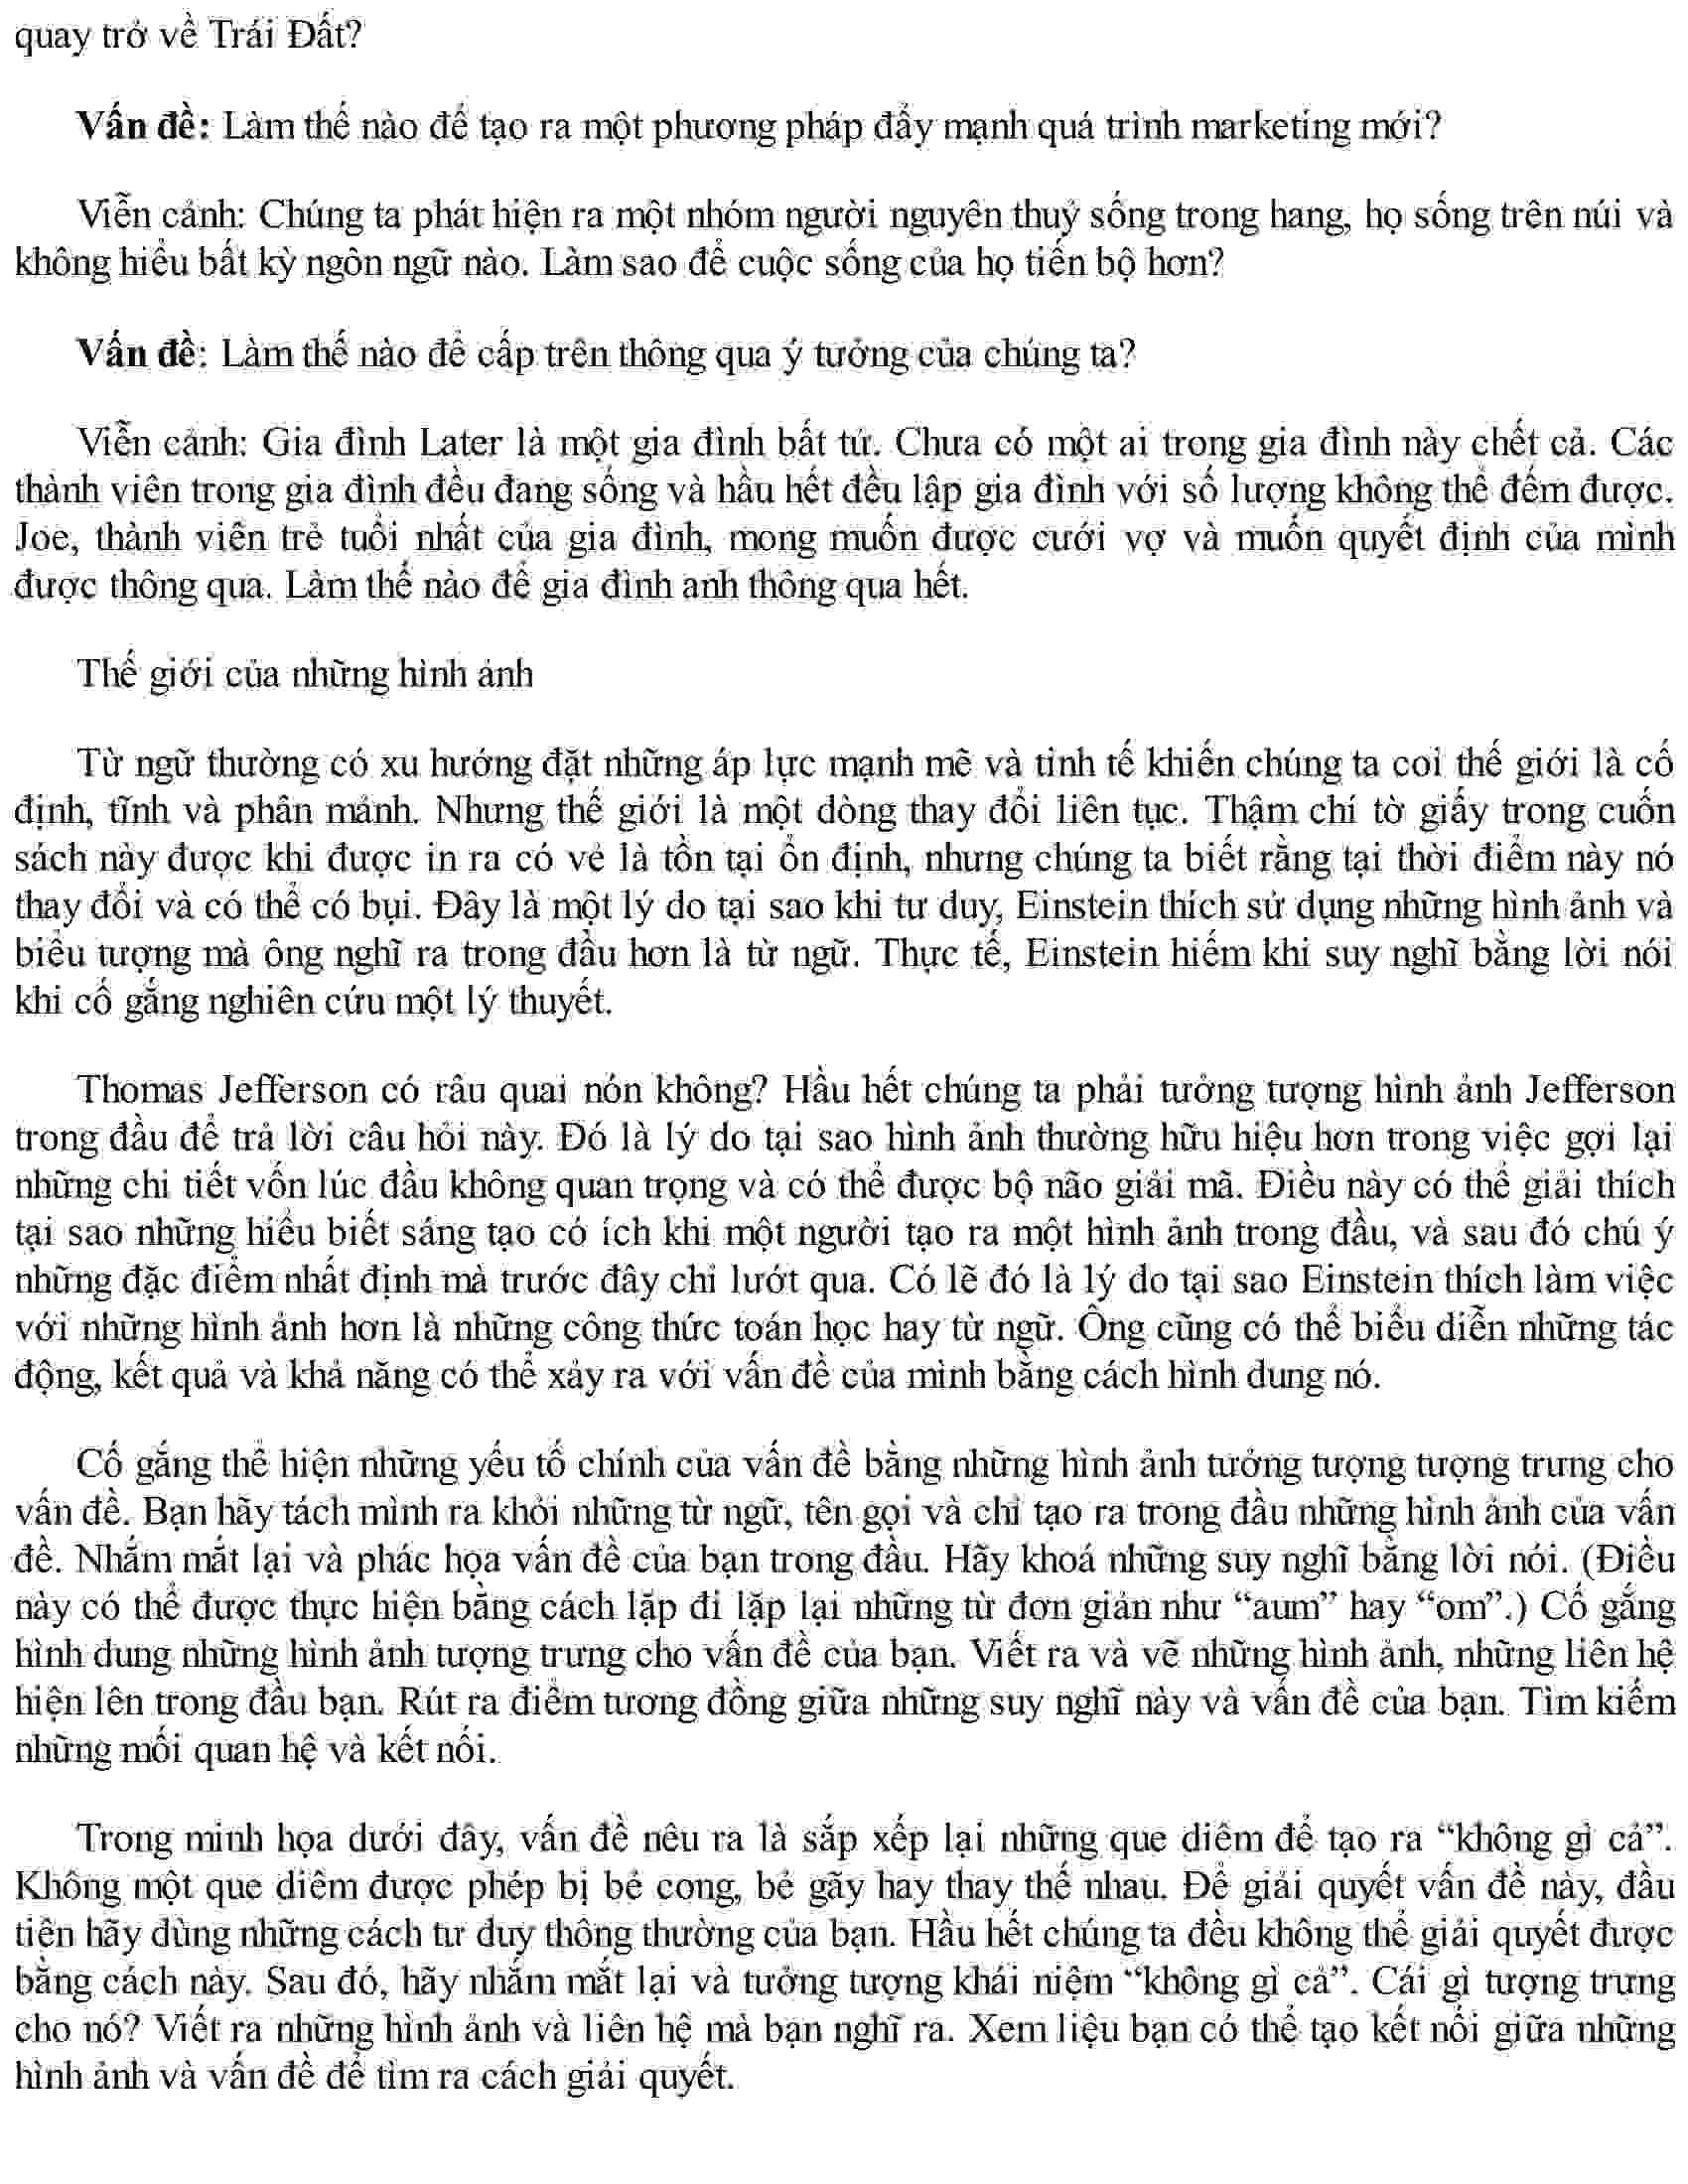 quay trở về Trái Đất?
Vấn đề: Làm thế nào để tạo ra một phương pháp đẩy mạnh quá trình marketing mới?
Viễn cảnh: Chúng ta phát hiện ra một nhóm người nguyên thuỷ sống trong hang, họ sống trên núi và
không hiểu bất kỳ ngôn ngữ nào. Làm sao để cuộc sống của họ tiến bộ hơn?
Vấn đề: Làm thế nào để cấp trên thông qua ý tưởng của chúng ta?
Viễn cảnh: Gia đình Later là một gia đình bất tử. Chưa có một ai trong gia đình này chết cả. Các
thành viên trong gia đình đều đang sống và hầu hết đều lập gia đình với số lượng không thể đếm được.
Joe, thành viên trẻ tuổi nhất của gia đình, mong muốn được cưới vợ và muốn quyết định của mình
được thông qua. Làm thế nào để gia đình anh thông qua hết.
Thế giới của những hình ảnh
Từ ngữ thường có xu hướng đặt những áp lực mạnh mẽ và tinh tế khiến chúng ta coi thế giới là cố
định, tĩnh và phân mảnh. Nhưng thế giới là một dòng thay đổi liên tục. Thậm chí tờ giấy trong cuốn
sách này được khi được in ra có vẻ là tồn tại ổn định, nhưng chúng ta biết rằng tại thời điểm này nó
thay đổi và có thể có bụi. Đây là một lý do tại sao khi tư duy, Einstein thích sử dụng những hình ảnh và
biểu tượng mà ông nghĩ ra trong đầu hơn là từ ngữ. Thực tế, Einstein hiếm khi suy nghĩ bằng lời nói
khi cố gắng nghiên cứu một lý thuyết.
Thomas Jefferson có râu quai nón không? Hầu hết chúng ta phải tưởng tượng hình ảnh Jefferson
trong đầu để trả lời câu hỏi này. Đó là lý do tại sao hình ảnh thường hữu hiệu hơn trong việc gợi lại
những chi tiết vốn lúc đầu không quan trọng và có thể được bộ não giải mã. Điều này có thể giải thích
tại sao những hiểu biết sáng tạo có ích khi một người tạo ra một hình ảnh trong đầu, và sau đó chú ý
những đặc điểm nhất định mà trước đây chỉ lướt qua. Có lẽ đó là lý do tại sao Einstein thích làm việc
với những hình ảnh hơn là những công thức toán học hay từ ngữ. Ông cũng có thể biểu diễn những tác
động, kết quả và khả năng có thể xảy ra với vấn đề của mình bằng cách hình dung nó.
Cố gắng thể hiện những yếu tố chính của vấn đề bằng những hình ảnh tưởng tượng tượng trưng cho
vấn đề. Bạn hãy tách mình ra khỏi những từ ngữ, tên gọi và chỉ tạo ra trong đầu những hình ảnh của vấn
đề. Nhắm mắt lại và phác họa vấn đề của bạn trong đầu. Hãy khoá những suy nghĩ bằng lời nói. (Điều
này có thể được thực hiện bằng cách lặp đi lặp lại những từ đơn giản như “aum” hay “om”.) Cố gắng
hình dung những hình ảnh tượng trưng cho vấn đề của bạn. Viết ra và vẽ những hình ảnh, những liên hệ
hiện lên trong đầu bạn. Rút ra điểm tương đồng giữa những suy nghĩ này và vấn đề của bạn. Tìm kiếm
những mối quan hệ và kết nối.
Trong minh họa dưới đây, vấn đề nêu ra là sắp xếp lại những que diêm để tạo ra “không gì cả”.
Không một que diêm được phép bị bẻ cong, bẻ gãy hay thay thế nhau. Để giải quyết vấn đề này, đầu
tiên hãy dùng những cách tư duy thông thường của bạn. Hầu hết chúng ta đều không thể giải quyết được
bằng cách này. Sau đó, hãy nhắm mắt lại và tưởng tượng khái niệm “không gì cả”. Cái gì tượng trưng
cho nó? Viết ra những hình ảnh và liên hệ mà bạn nghĩ ra. Xem liệu bạn có thể tạo kết nối giữa những
hình ảnh và vấn đề để tìm ra cách giải quyết.